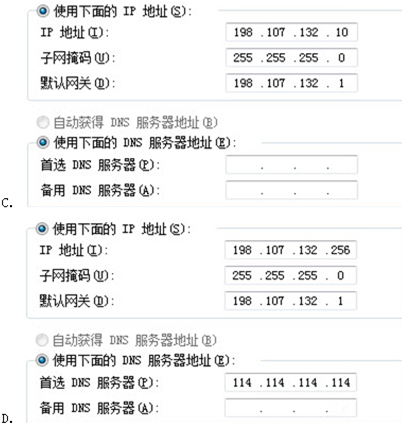 使用下面的 IP 地址(S):
IP 地址(I): 198 .107 .132 . 10
子网掩码(U): 255 .255 .255 . 0
默认网关(D): 198 .107 .132 . 1
自动获得 DNS 服务器地址(B)
使用下面的 DNS 服务器地址(E):
首选 DNS 服务器(P): . . .
备用 DNS 服务器(A): . . .
C.
使用下面的 IP 地址(S):
IP 地址(I): 198 .107 .132 .256
子网掩码(U): 255 .255 .255 . 0
默认网关(D): 198 .107 .132 . 1
自动获得 DNS 服务器地址(B)
使用下面的 DNS 服务器地址(E):
首选 DNS 服务器(P): 114 .114 .114 .114
备用 DNS 服务器(A): . . .
D.